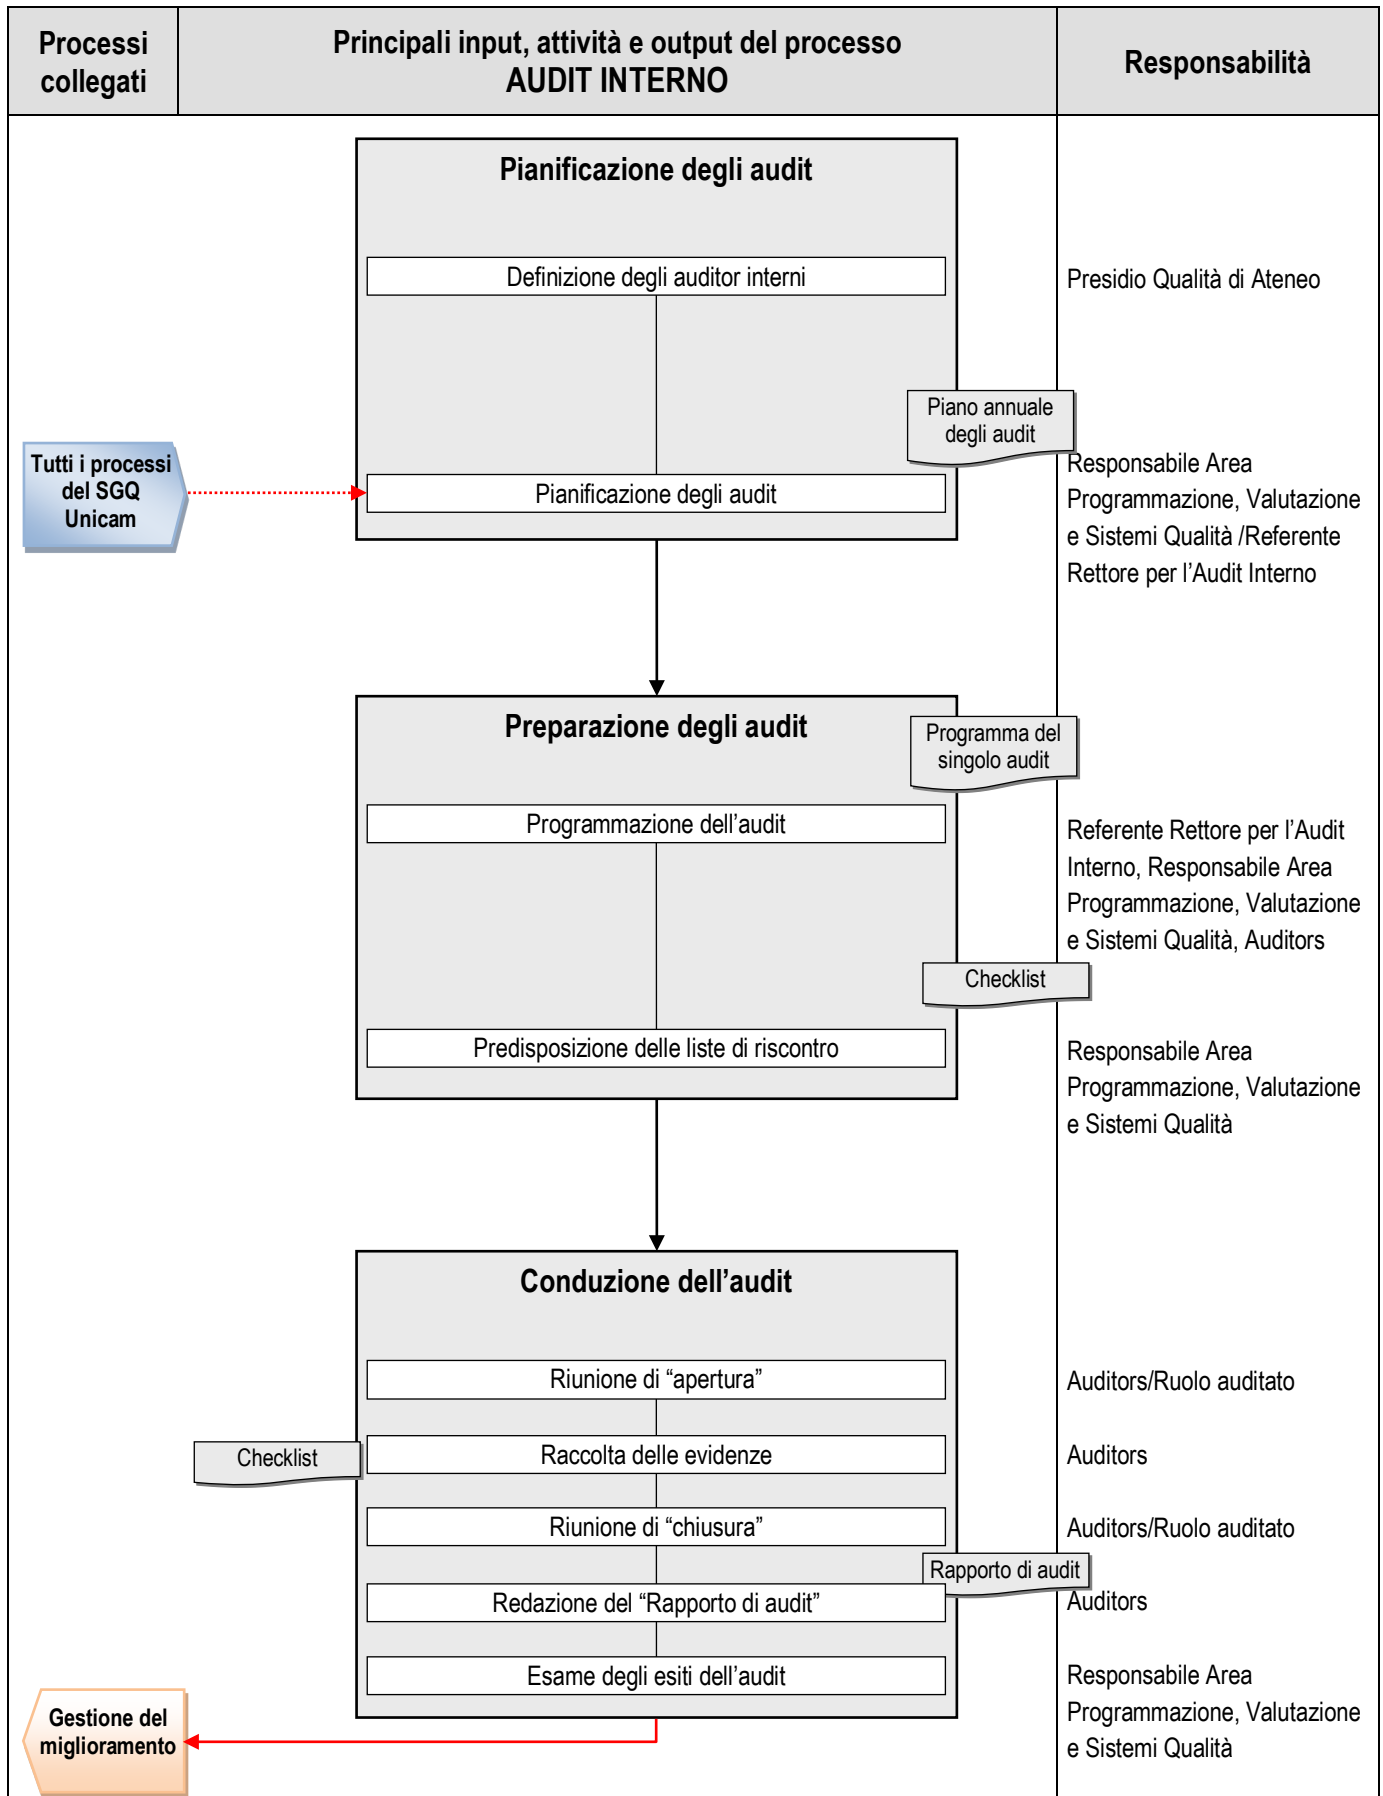 Processi
collegati
Principali input, attività e output del processo
AUDIT INTERNO
Responsabilità
Pianificazione degli audit
Definizione degli auditor interni
Presidio Qualità di Ateneo
Piano annuale
degli audit
Tutti i processi
del SGQ
Unicam
Pianificazione degli audit
Responsabile Area
Programmazione, Valutazione
e Sistemi Qualità /Referente
Rettore per l’Audit Interno
Preparazione degli audit
Programma del
singolo audit
Programmazione dell’audit
Referente Rettore per l’Audit
Interno, Responsabile Area
Programmazione, Valutazione
e Sistemi Qualità, Auditors
Checklist
Predisposizione delle liste di riscontro
Responsabile Area
Programmazione, Valutazione
e Sistemi Qualità
Conduzione dell’audit
Riunione di “apertura”
Auditors/Ruolo auditato
Checklist
Raccolta delle evidenze
Auditors
Riunione di “chiusura”
Auditors/Ruolo auditato
Rapporto di audit
Redazione del “Rapporto di audit”
Auditors
Esame degli esiti dell’audit
Responsabile Area
Programmazione, Valutazione
e Sistemi Qualità
Gestione del
miglioramento